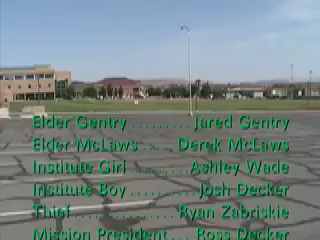 Elder Gentry .......... Jared Gentry
Elder McLaws ...... Derek McLaws
Institute Girl .......... Ashley Wade
Institute Boy ............ Josh Decker
Thief ................. Ryan Zabriskie
Mission President .... Ross Decker